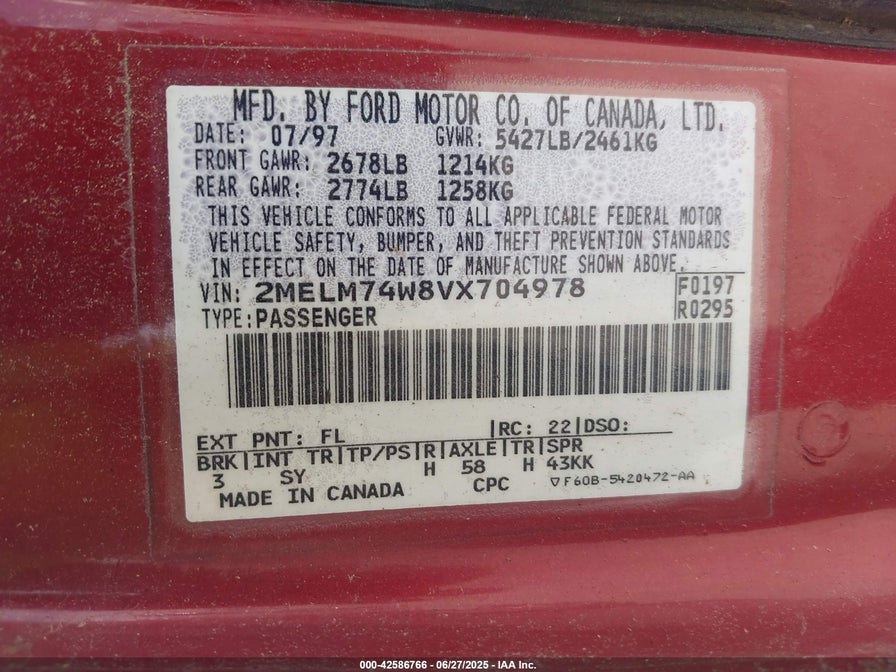 MFD. BY FORD MOTOR CO. OF CANADA, LTD.
DATE: 07/97 GVWR: 5427LB/2461KG
FRONT GAWR: 2678LB 1214KG
REAR GAWR: 2774LB 1258KG
THIS VEHICLE CONFORMS TO ALL APPLICABLE FEDERAL MOTOR
VEHICLE SAFETY, BUMPER, AND THEFT PREVENTION STANDARDS
IN EFFECT ON THE DATE OF MANUFACTURE SHOWN ABOVE.
VIN: 2MELM74W8VX704978 F0197
TYPE: PASSENGER R0295
EXT PNT: FL |RC: 22|DSO:
BRK|INT TR|TP/PS|R|AXLE|TR|SPR
3 SY H 58 H 43KK
MADE IN CANADA CPC ▽F60B-5420472-AA
000-42586766 - 06/27/2025 - IAA Inc.